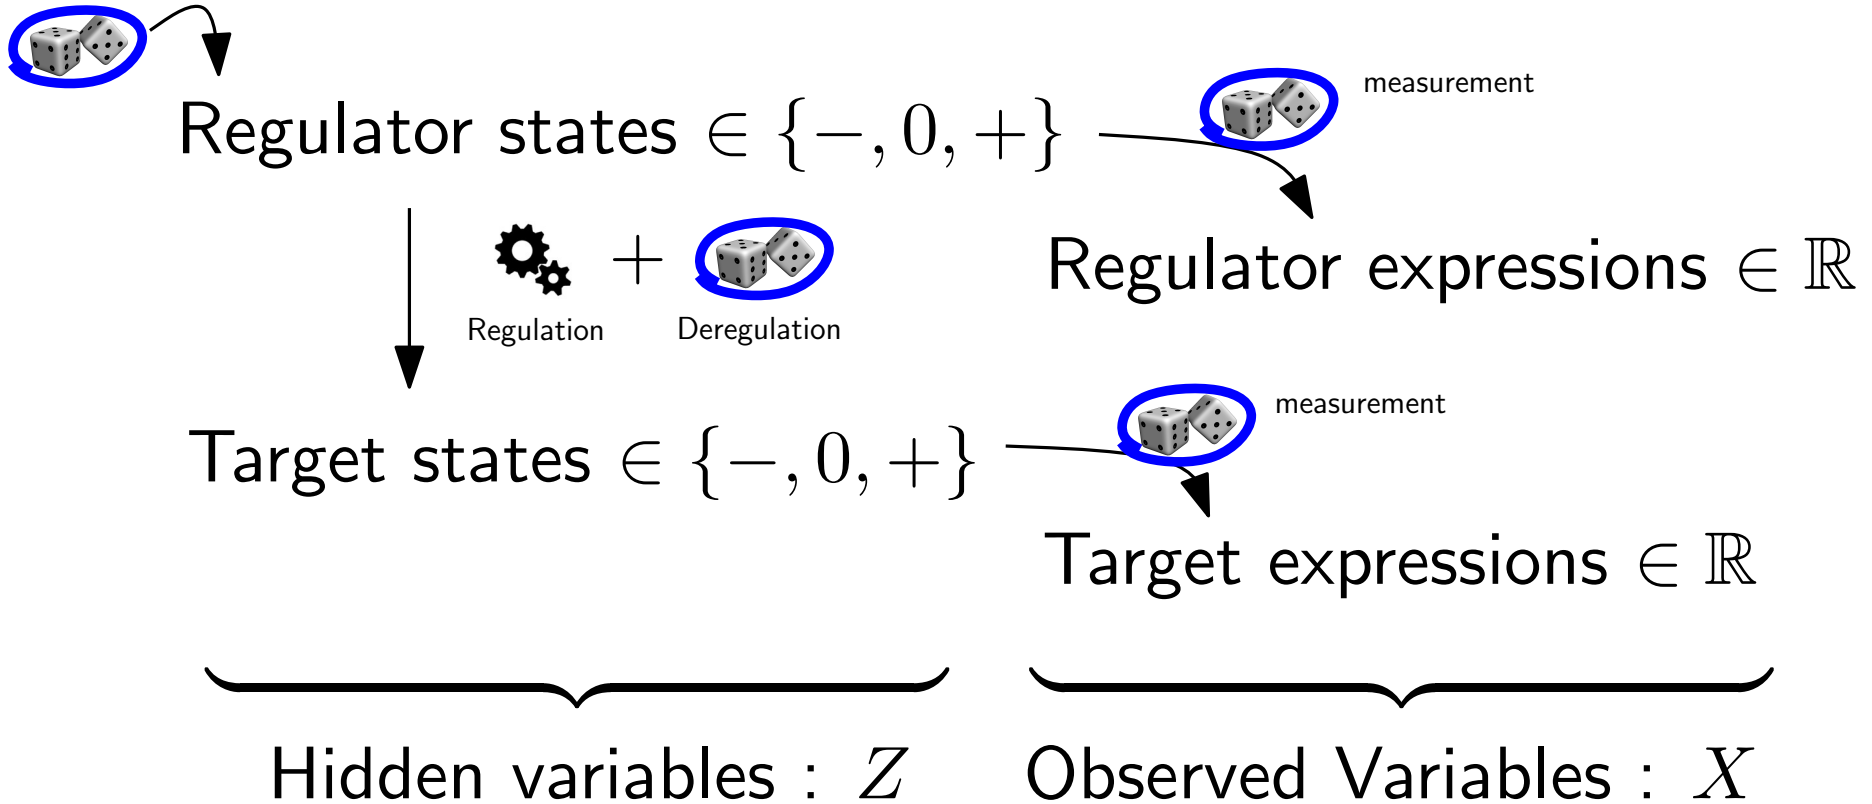 measurement
Regulator states ∈ {−, 0, +}
Regulator expressions ∈ ℝ
+
Regulation
Deregulation
measurement
Target states ∈ {−, 0, +}
Target expressions ∈ ℝ
Hidden variables : Z
Observed Variables : X